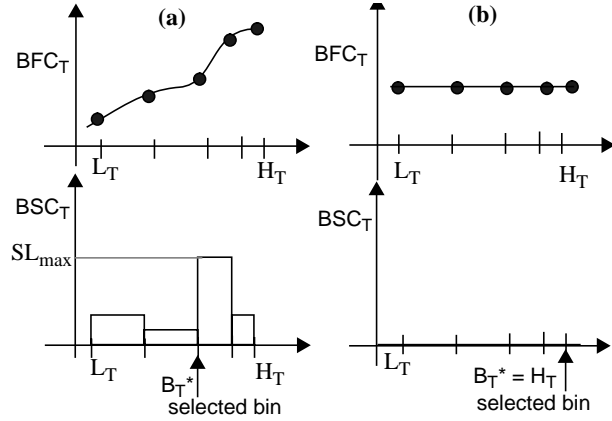 (a)
(b)
BFC_T
BFC_T
L_T
H_T
L_T
H_T
BSC_T
BSC_T
SL_max
L_T
B_T*
H_T
selected bin
L_T
B_T* = H_T
selected bin